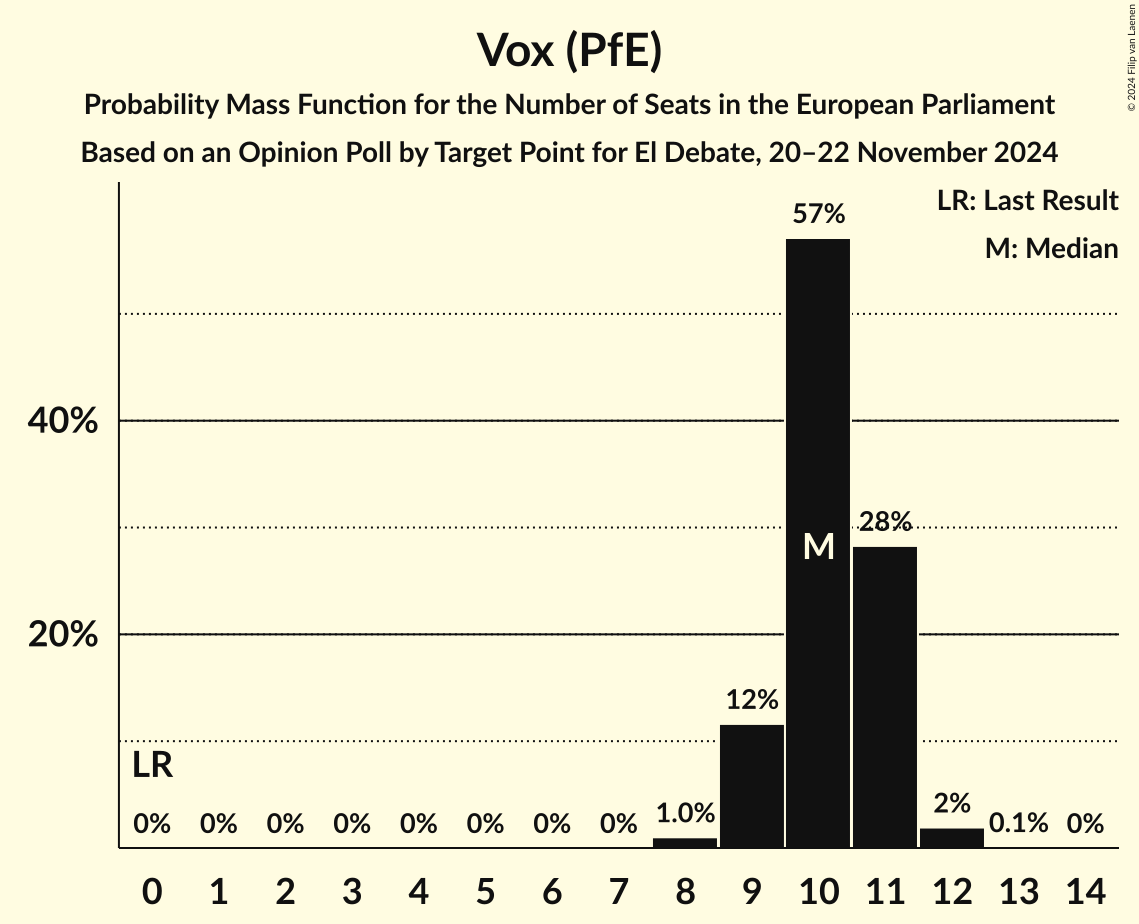 Vox (PfE)
Probability Mass Function for the Number of Seats in the European Parliament
Based on an Opinion Poll by Target Point for El Debate, 20–22 November 2024
© 2024 Filip van Laenen
LR: Last Result
M: Median
57%
40%
28%
M
20%
12%
LR
0% 0% 0% 0% 0% 0% 0% 0% 1.0% 2% 0.1% 0%
0 1 2 3 4 5 6 7 8 9 10 11 12 13 14